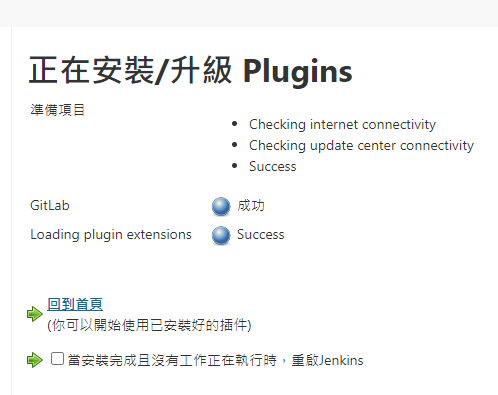 正在安裝/升級 Plugins
準備項目
Checking internet connectivity
Checking update center connectivity
Success
GitLab 成功
Loading plugin extensions Success
回到首頁
(你可以開始使用已安裝好的插件)
當安裝完成且沒有工作正在執行時，重啟Jenkins